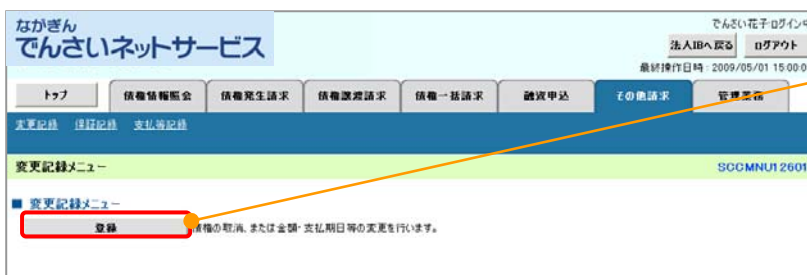 ながぎん
でんさいネットサービス
でんさい花子ログイン中
法人IBへ戻る ログアウト
最終操作日時：2009/05/01 15:00:0
トップ 債権情報照会 債権発生請求 債権譲渡請求 債権一括請求 融資申込 その他請求 管理業務
変更記録 保証記録 支払等記録
変更記録メニュー SCCMNU12601
■ 変更記録メニュー
登録 債権の取消、または金額・支払期日等の変更を行います。